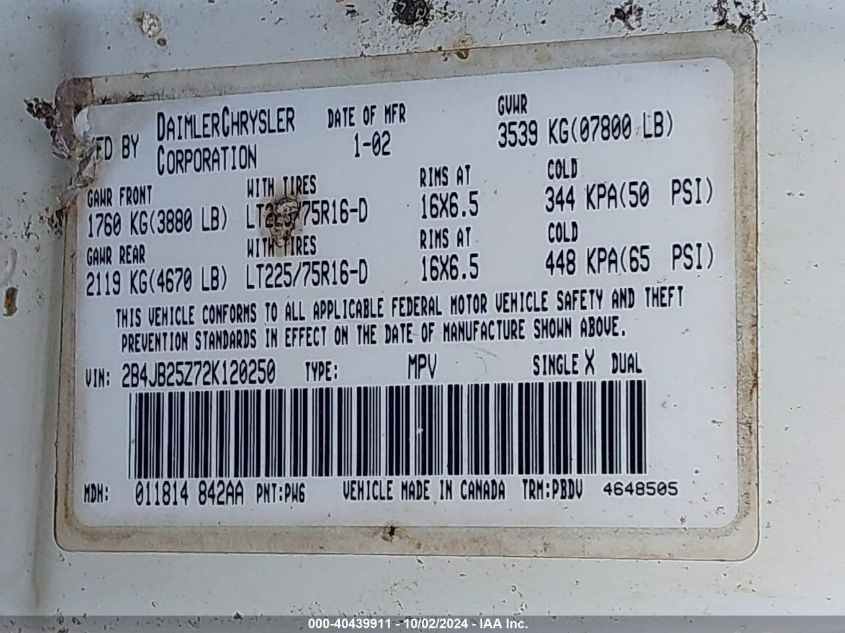 FD BY DAIMLERCHRYSLER CORPORATION DATE OF MFR 1-02 GVWR 3539 KG(07800 LB)
GAWR FRONT WITH TIRES RIMS AT COLD
1760 KG(3880 LB) 75R16-D 16X6.5 344 KPA(50 PSI)
GAWR REAR WITH TIRES RIMS AT COLD
2119 KG(4670 LB) LT225/75R16-D 16X6.5 448 KPA(65 PSI)
THIS VEHICLE CONFORMS TO ALL APPLICABLE FEDERAL MOTOR VEHICLE SAFETY AND THEFT
PREVENTION STANDARDS IN EFFECT ON THE DATE OF MANUFACTURE SHOWN ABOVE.
VIN: 2B4JB25Z72K120250 TYPE: MPV SINGLE X DUAL
MDH: 011814 842AA PNT:PW6 VEHICLE MADE IN CANADA TRM:PBDV 4648505
000-40439911 - 10/02/2024 - IAA Inc.